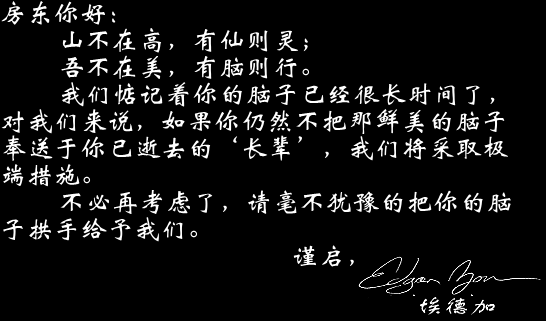 房东你好：
山不在高，有仙则灵；
吾不在美，有脑则行。
我们惦记着你的脑子已经很长时间了，
对我们来说，如果你仍然不把那鲜美的脑子
奉送于你已逝去的‘长辈’，我们将采取极
端措施。
不必再考虑了，请毫不犹豫的把你的脑
子拱手给予我们。
谨启，
埃德加